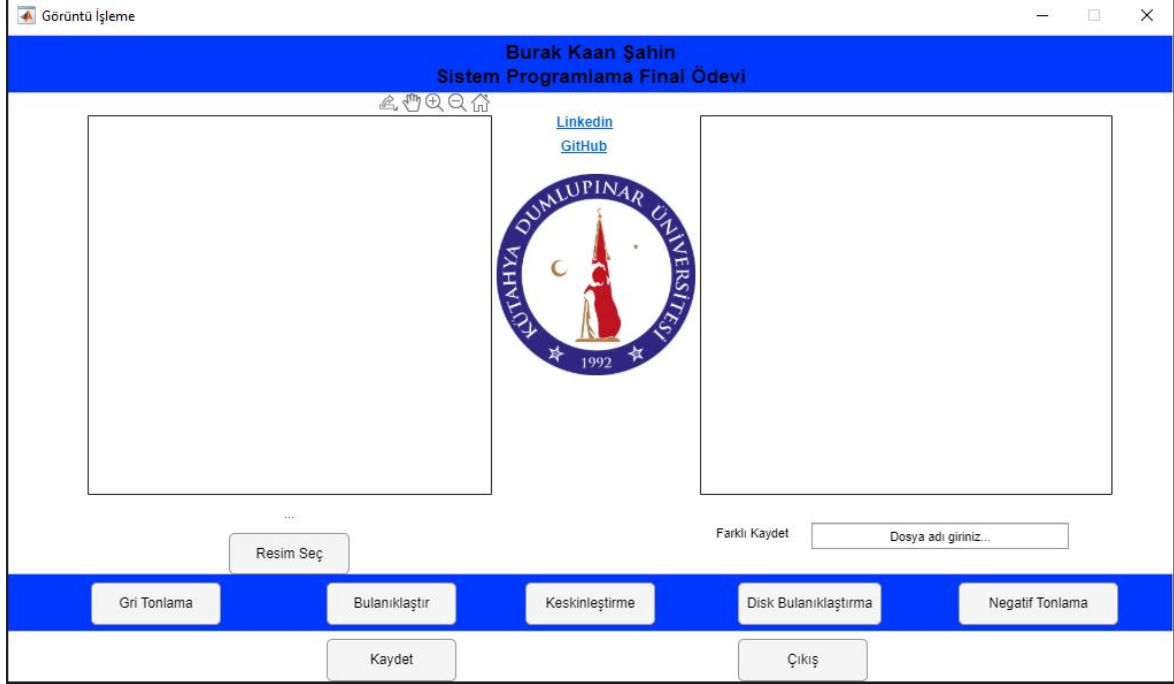 Görüntü İşleme
Burak Kaan Şahin
Sistem Programlama Final Ödevi
Linkedin
GitHub
KÜTAHYA DUMLUPINAR ÜNİVERSİTESİ
1992
...
Resim Seç
Farklı Kaydet
Dosya adı giriniz...
Gri Tonlama
Bulanıklaştır
Keskinleştirme
Disk Bulanıklaştırma
Negatif Tonlama
Kaydet
Çıkış